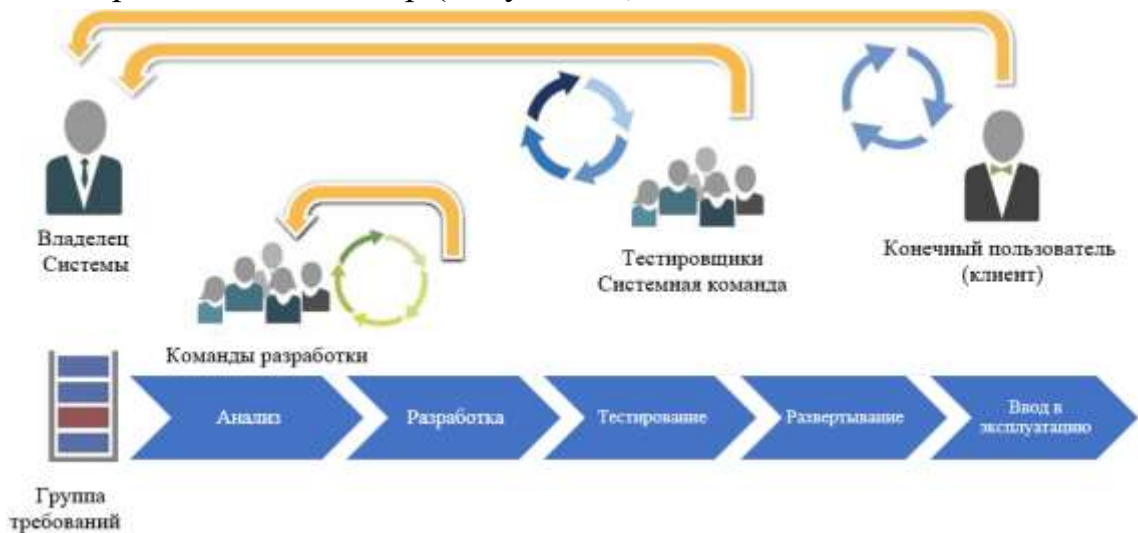 Владелец
Системы
Тестировщики
Системная команда
Конечный пользователь
(клиент)
Команды разработки
Анализ
Разработка
Тестирование
Развертывание
Ввод в
эксплуатацию
Группа
требований